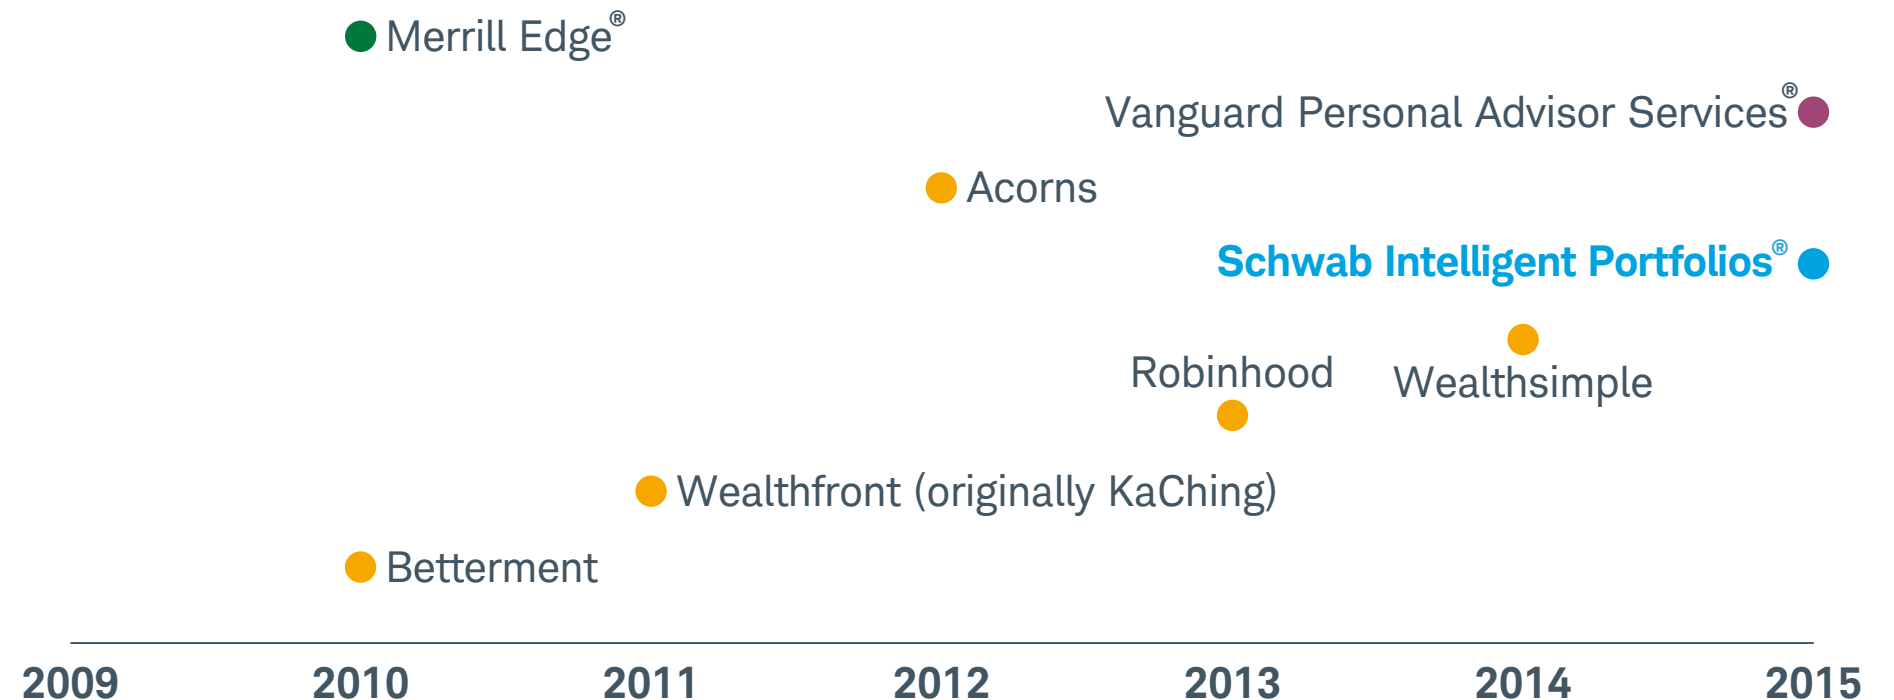 Merrill Edge®
Vanguard Personal Advisor Services®
Acorns
Schwab Intelligent Portfolios®
Robinhood
Wealthsimple
Wealthfront (originally KaChing)
Betterment
2009 2010 2011 2012 2013 2014 2015